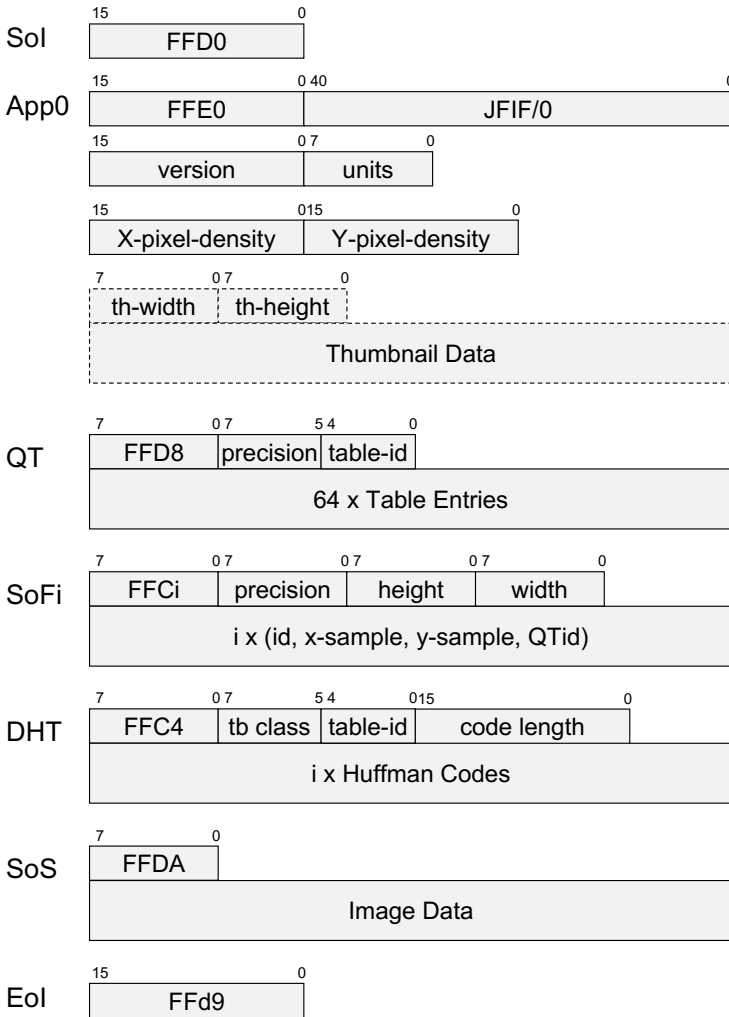 15 0
SoI FFD0
15 0 40 0
App0 FFE0 JFIF/0
15 0 7 0
version units
15 015 0
X-pixel-density Y-pixel-density
7 0 7 0
th-width th-height
Thumbnail Data
7 0 7 5 4 0
QT FFD8 precision table-id
64 x Table Entries
7 0 7 0 7 0 7 0
SoFi FFCi precision height width
i x (id, x-sample, y-sample, QTid)
7 0 7 5 4 015 0
DHT FFC4 tb class table-id code length
i x Huffman Codes
7 0
SoS FFDA
Image Data
15 0
EoI FFd9